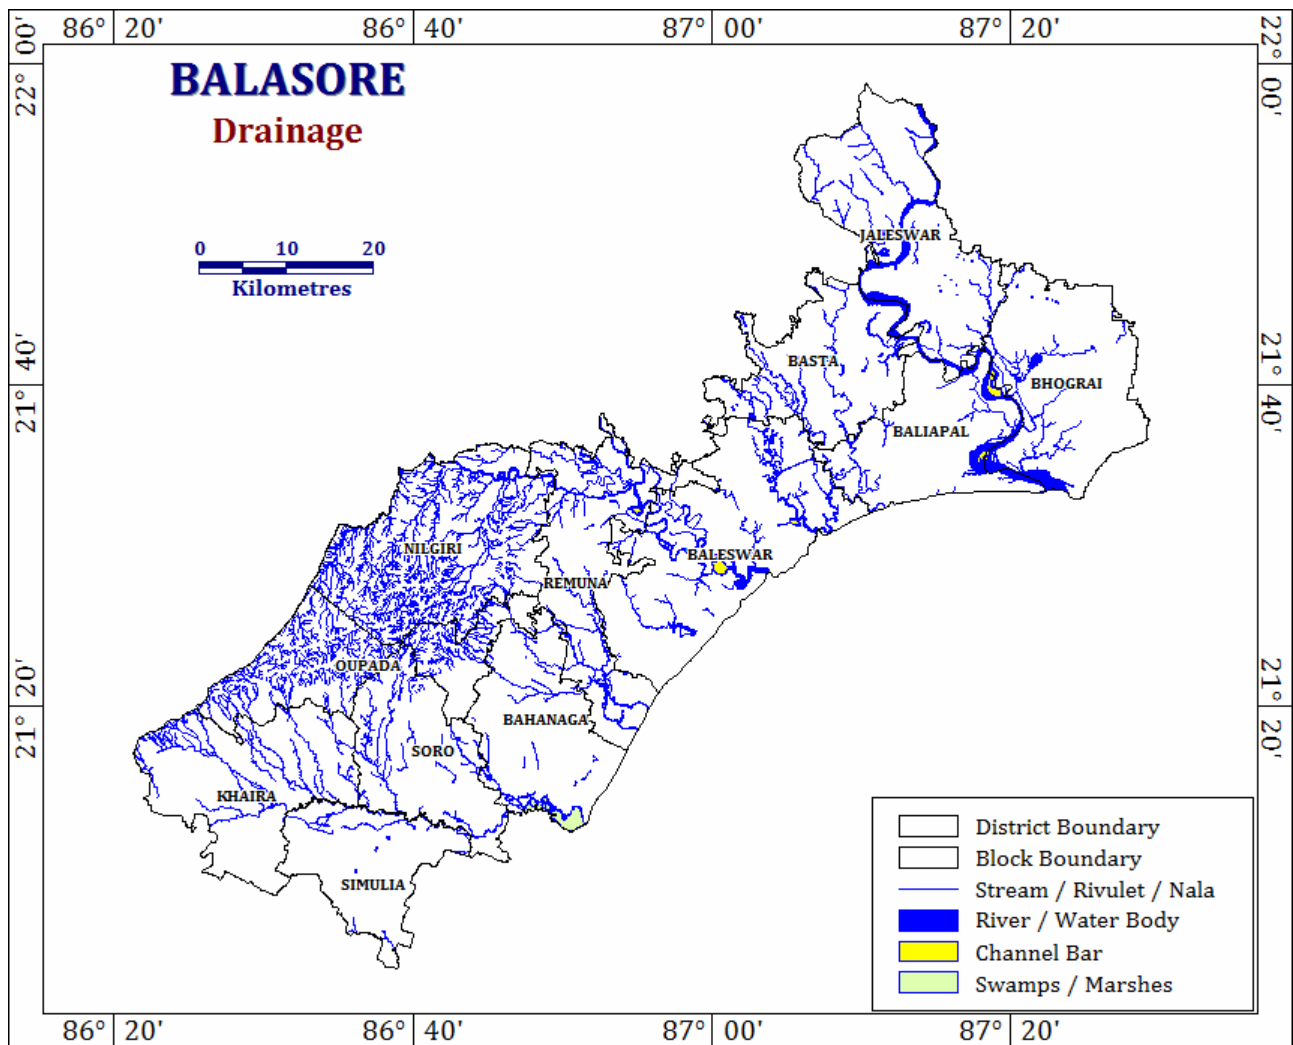 86° 20' 86° 40' 87° 00' 87° 20'
22° 00'
22° 00'
BALASORE
Drainage
0 10 20
Kilometres
JALESWAR
21° 40'
21° 40'
BASTA
BHOGRAI
BALIAPAL
NILGIRI
BALESWAR
REMUNA
OUPADA
21° 20'
21° 20'
BAHANAGA
SORO
KHAIRA
SIMULIA
District Boundary
Block Boundary
Stream / Rivulet / Nala
River / Water Body
Channel Bar
Swamps / Marshes
86° 20' 86° 40' 87° 00' 87° 20'